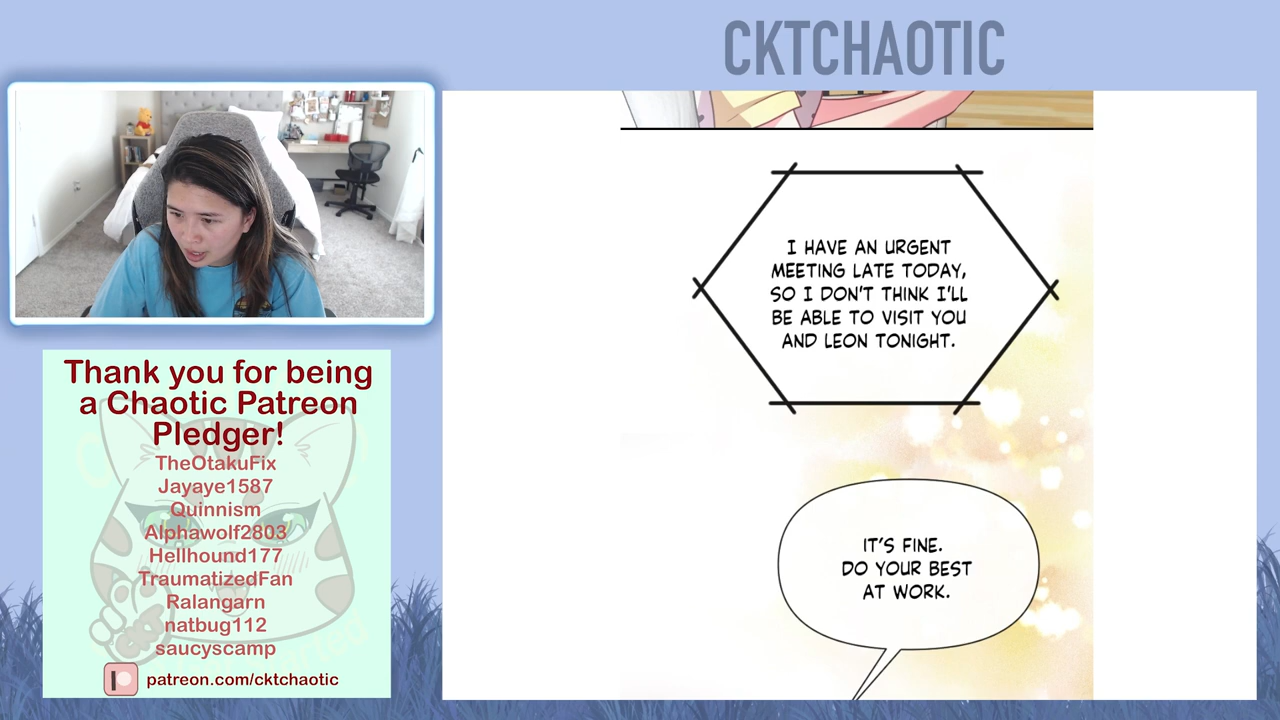 CKTCHAOTIC
I HAVE AN URGENT
MEETING LATE TODAY,
SO I DON'T THINK I'LL
BE ABLE TO VISIT YOU
AND LEON TONIGHT.
IT'S FINE.
DO YOUR BEST
AT WORK.
Thank you for being
a Chaotic Patreon
Pledger!
TheOtakuFix
Jayaye1587
Quinnism
Alphawolf2803
Hellhound177
TraumatizedFan
Ralangarn
natbug112
saucyscamp
patreon.com/cktchaotic